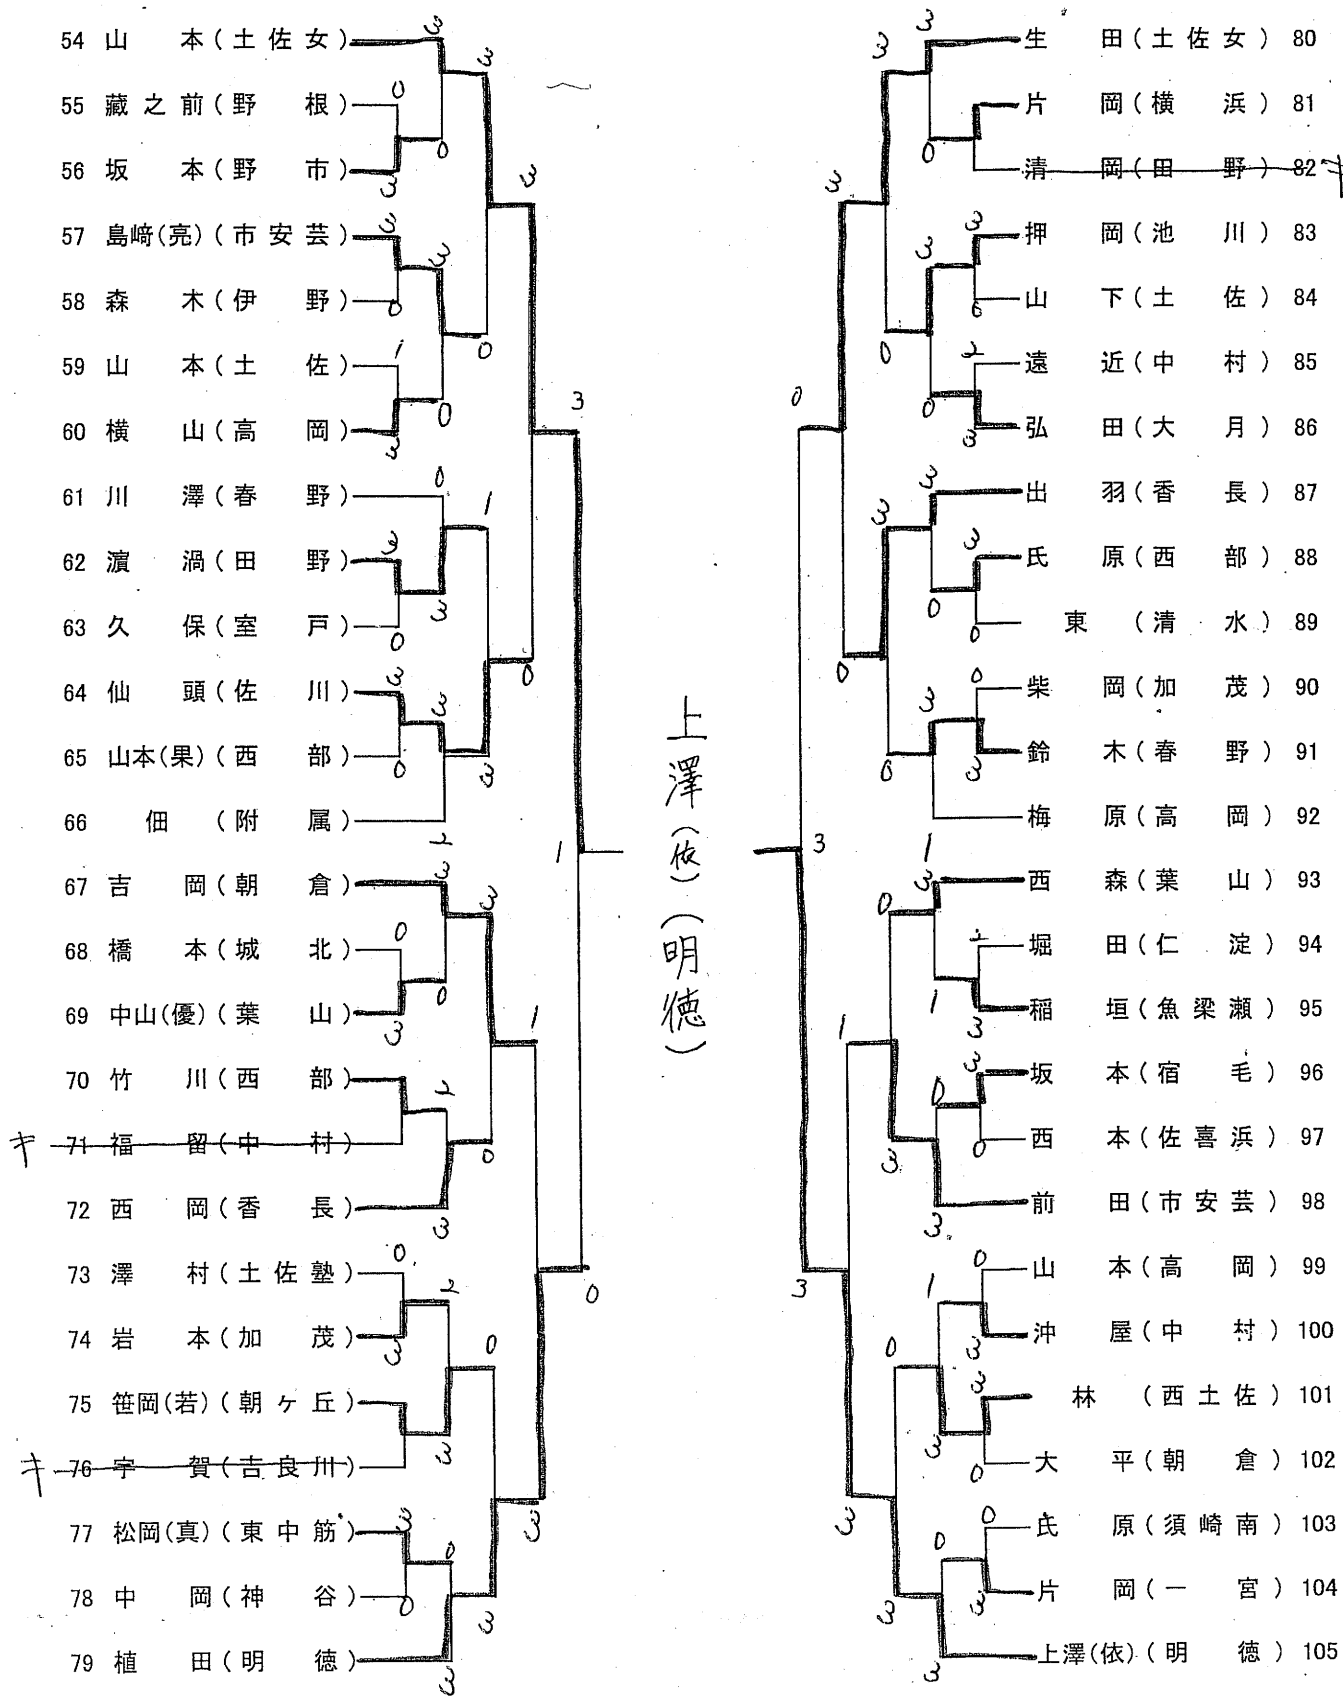 54 山 本(土佐女)
55 藏之前(野 根)
56 坂 本(野 市)
57 島﨑(亮)(市安芸)
58 森 木(伊 野)
59 山 本(土 佐)
60 横 山(高 岡)
61 川 澤(春 野)
62 濵 渦(田 野)
63 久 保(室 戸)
64 仙 頭(佐 川)
65 山本(果)(西 部)
66 佃(附 属)
67 吉 岡(朝 倉)
68 橋 本(城 北)
69 中山(優)(葉 山)
70 竹 川(西 部)
キ 71 福 留(中 村)
72 西 岡(香 長)
73 澤 村(土佐塾)
74 岩 本(加 茂)
75 笹岡(若)(朝ヶ丘)
キ 76 宇 賀(吉良川)
77 松岡(真)(東中筋)
78 中 岡(神 谷)
79 植 田(明 徳)
上澤(依)(明徳)
生 田(土佐女) 80
片 岡(横 浜) 81
清 岡(田 野) 82 キ
押 岡(池 川) 83
山 下(土 佐) 84
遠 近(中 村) 85
弘 田(大 月) 86
出 羽(香 長) 87
氏 原(西 部) 88
東(清 水) 89
柴 岡(加 茂) 90
鈴 木(春 野) 91
梅 原(高 岡) 92
西 森(葉 山) 93
堀 田(仁 淀) 94
稲 垣(魚梁瀬) 95
坂 本(宿 毛) 96
西 本(佐喜浜) 97
前 田(市安芸) 98
山 本(高 岡) 99
沖 屋(中 村) 100
林(西土佐) 101
大 平(朝 倉) 102
氏 原(須崎南) 103
片 岡(一 宮) 104
上澤(依)(明 徳) 105